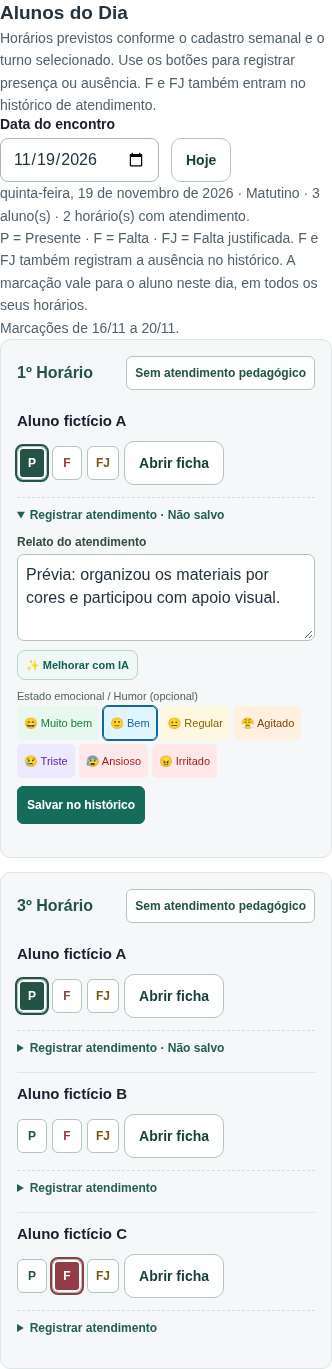 Alunos do Dia
Horários previstos conforme o cadastro semanal e o
turno selecionado. Use os botões para registrar
presença ou ausência. F e FJ também entram no
histórico de atendimento.
Data do encontro
11/19/2026
Hoje
quinta-feira, 19 de novembro de 2026 · Matutino · 3
aluno(s) · 2 horário(s) com atendimento.
P = Presente · F = Falta · FJ = Falta justificada. F e
FJ também registram a ausência no histórico. A
marcação vale para o aluno neste dia, em todos os
seus horários.
Marcações de 16/11 a 20/11.
1º Horário
Sem atendimento pedagógico
Aluno fictício A
P F FJ Abrir ficha
▼ Registrar atendimento · Não salvo
Relato do atendimento
Prévia: organizou os materiais por
cores e participou com apoio visual.
✨ Melhorar com IA
Estado emocional / Humor (opcional)
😄 Muito bem 🙂 Bem 😐 Regular 😤 Agitado
😢 Triste 😰 Ansioso 😠 Irritado
Salvar no histórico
3º Horário
Sem atendimento pedagógico
Aluno fictício A
P F FJ Abrir ficha
▶ Registrar atendimento · Não salvo
Aluno fictício B
P F FJ Abrir ficha
▶ Registrar atendimento
Aluno fictício C
P F FJ Abrir ficha
▶ Registrar atendimento